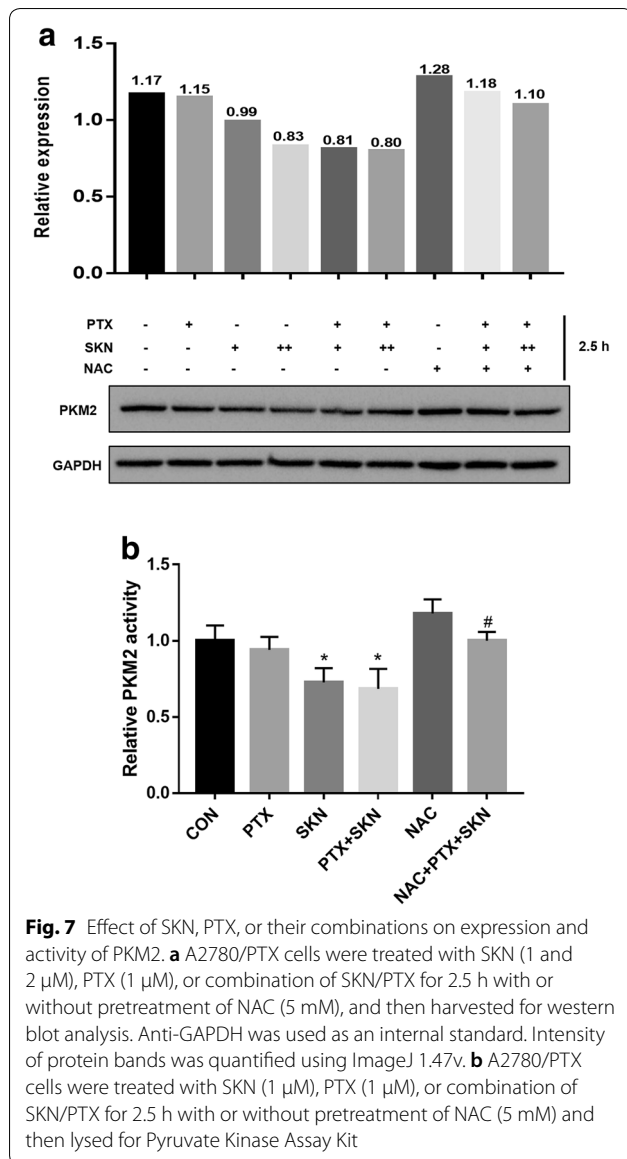 a
1.5
1.28
1.17 1.15 1.18
1.10
0.99
1.0
0.83 0.81 0.80
0.5
0.0
Relative expression
PTX - + - - + + - + +
SKN - - + ++ + ++ - + ++
NAC - - - - - - + + +
2.5 h
PKM2
GAPDH
b
1.5
1.0
0.5
0.0
Relative PKM2 activity
* * #
CON PTX SKN PTX+SKN NAC NAC+PTX+SKN
Fig. 7 Effect of SKN, PTX, or their combinations on expression and
activity of PKM2. a A2780/PTX cells were treated with SKN (1 and
2 μM), PTX (1 μM), or combination of SKN/PTX for 2.5 h with or
without pretreatment of NAC (5 mM), and then harvested for western
blot analysis. Anti-GAPDH was used as an internal standard. Intensity
of protein bands was quantified using ImageJ 1.47v. b A2780/PTX
cells were treated with SKN (1 μM), PTX (1 μM), or combination of
SKN/PTX for 2.5 h with or without pretreatment of NAC (5 mM) and
then lysed for Pyruvate Kinase Assay Kit